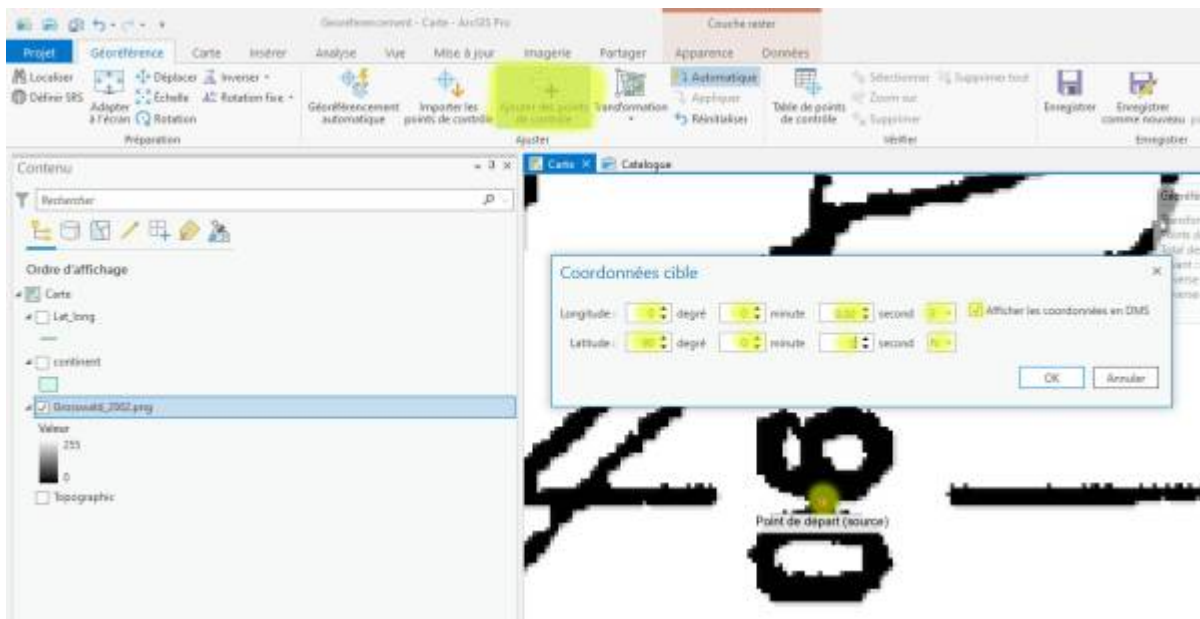 Géoréférencement - Carte - ArcGIS Pro
Couche raster
Projet Géoréférence Carte Insérer Analyse Vue Mise à jour Imagerie Partager Apparence Données
Localiser Déplacer Inverser
Définir SRS Échelle Rotation fixe
Adapter à l'écran Rotation
Géoréférencement automatique
Importer les points de contrôle
Ajouter des points de contrôle
Transformation
Automatique
Appliquer
Réinitialiser
Table de points de contrôle
Sélectionner Supprimer tout
Zoom sur
Supprimer
Enregistrer
Enregistrer comme nouveau
Préparation Ajuster Vérifier Enregistrer
Contenu
Carte Catalogue
Rechercher
Ordre d'affichage
Carte
Lat_long
continent
Grosswald_2002.png
Valeur
255
0
Topographic
Coordonnées cible
Longitude : 0 degré 0 minute second Afficher les coordonnées en DMS
Latitude : degré 0 minute second N
OK Annuler
Point de départ (source)
80